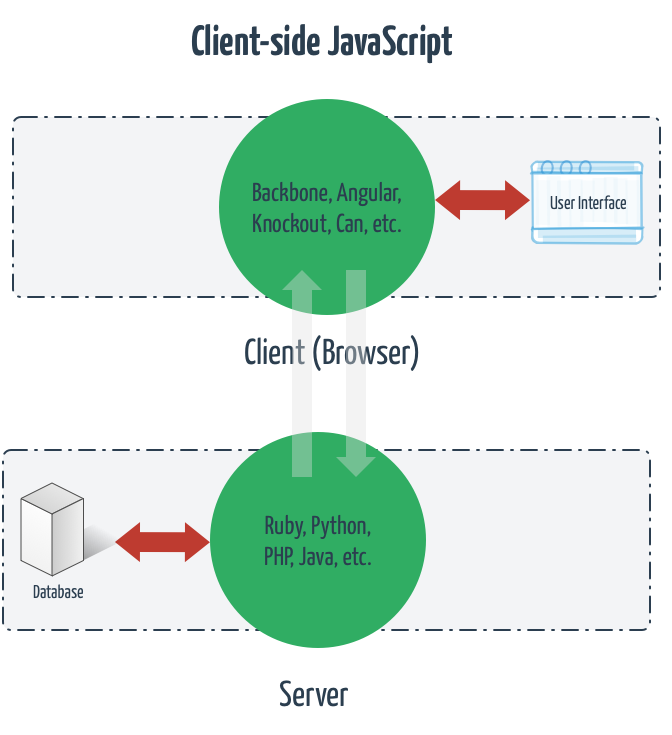 Client-side JavaScript
Backbone, Angular,
Knockout, Can, etc.
User Interface
Client (Browser)
Ruby, Python,
PHP, Java, etc.
Database
Server